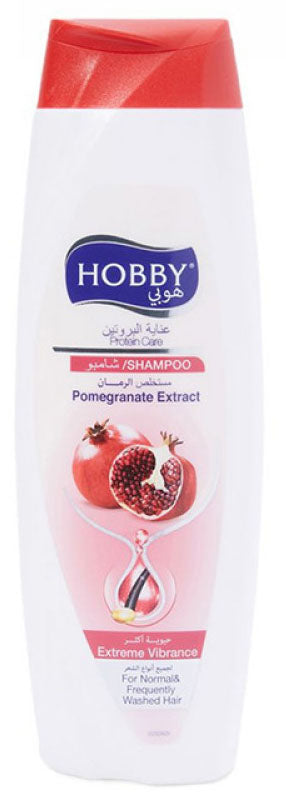 HOBBY®
هوبي
عناية البروتين
Protein Care
شامبو/SHAMPOO
مستخلص الرمان
Pomegranate Extract
حيوية أكثر
Extreme Vibrance
لجميع أنواع الشعر
For Normal&
Frequently
Washed Hair